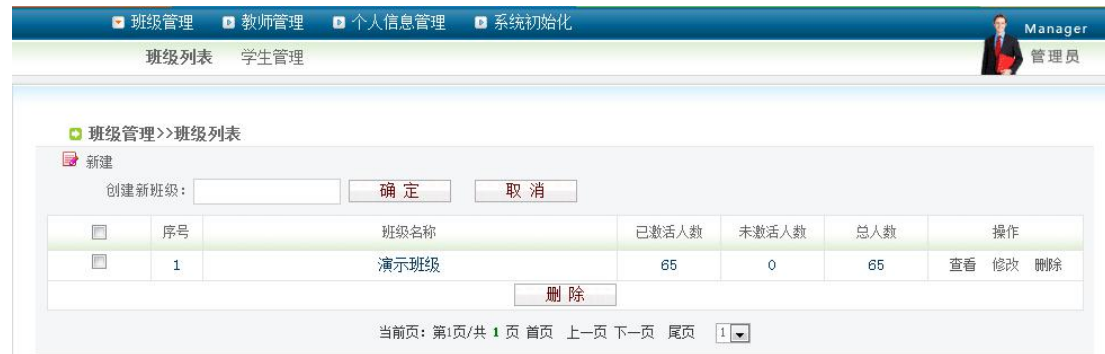 班级管理 教师管理 个人信息管理 系统初始化 Manager
班级列表 学生管理 管理员
班级管理>>班级列表
新建
创建新班级: 确定 取消
序号 班级名称 已激活人数 未激活人数 总人数 操作
1 演示班级 65 0 65 查看 修改 删除
删除
当前页: 第1页/共 1 页 首页 上一页 下一页 尾页 1